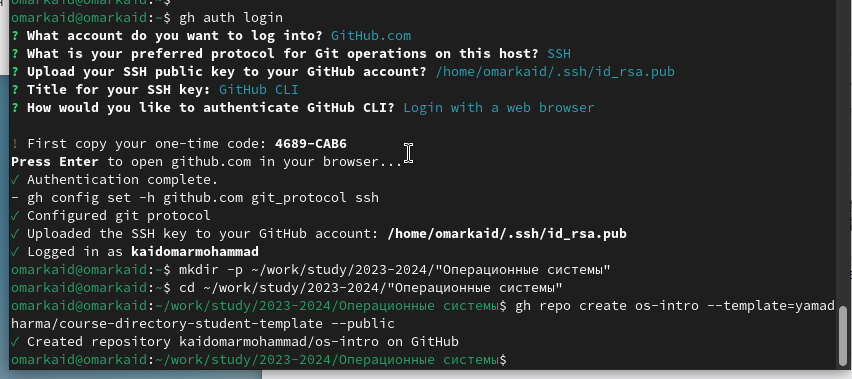 omarkaid@omarkaid:~$ gh auth login
? What account do you want to log into? GitHub.com
? What is your preferred protocol for Git operations on this host? SSH
? Upload your SSH public key to your GitHub account? /home/omarkaid/.ssh/id_rsa.pub
? Title for your SSH key: GitHub CLI
? How would you like to authenticate GitHub CLI? Login with a web browser
! First copy your one-time code: 4689-CAB6
Press Enter to open github.com in your browser...
✓ Authentication complete.
- gh config set -h github.com git_protocol ssh
✓ Configured git protocol
✓ Uploaded the SSH key to your GitHub account: /home/omarkaid/.ssh/id_rsa.pub
✓ Logged in as kaidomarmohammad
omarkaid@omarkaid:~$ mkdir -p ~/work/study/2023-2024/"Операционные системы"
omarkaid@omarkaid:~$ cd ~/work/study/2023-2024/"Операционные системы"
omarkaid@omarkaid:~/work/study/2023-2024/Операционные системы$ gh repo create os-intro --template=yamad
harma/course-directory-student-template --public
✓ Created repository kaidomarmohammad/os-intro on GitHub
omarkaid@omarkaid:~/work/study/2023-2024/Операционные системы$